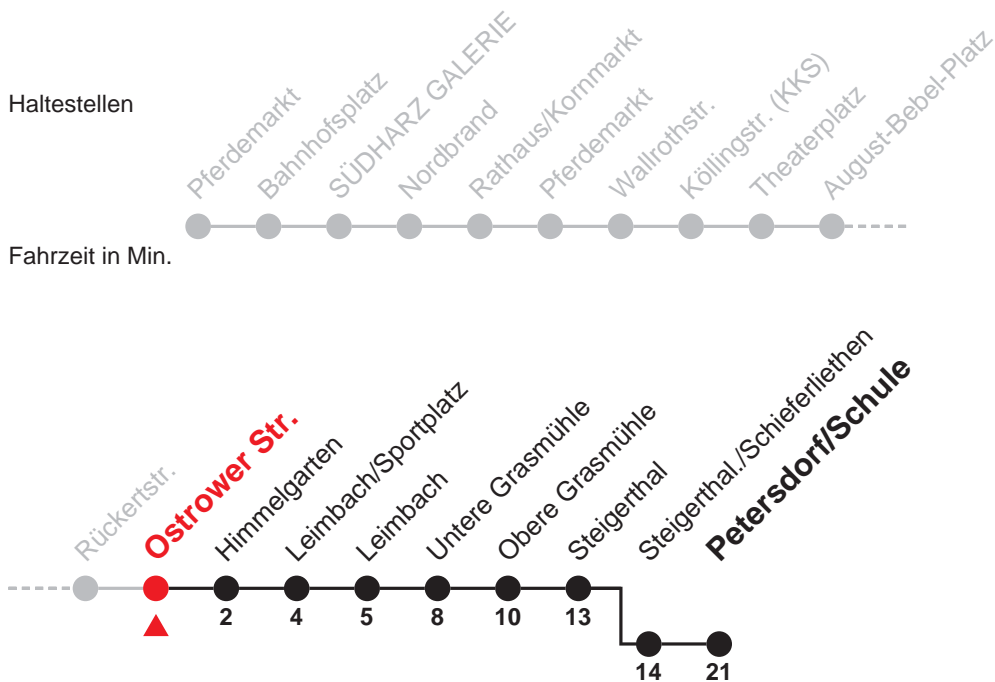 Haltestellen
Pferdemarkt
Bahnhofsplatz
SÜDHARZ GALERIE
Nordbrand
Rathaus/Kornmarkt
Pferdemarkt
Wallrothstr.
Köllingstr. (KKS)
Theaterplatz
August-Bebel-Platz
Fahrzeit in Min.
Rückertstr.
Ostrower Str.
Himmelgarten
Leimbach/Sportplatz
Leimbach
Untere Grasmühle
Obere Grasmühle
Steigerthal
Steigerthal./Schieferliethen
Petersdorf/Schule
2 4 5 8 10 13
14 21